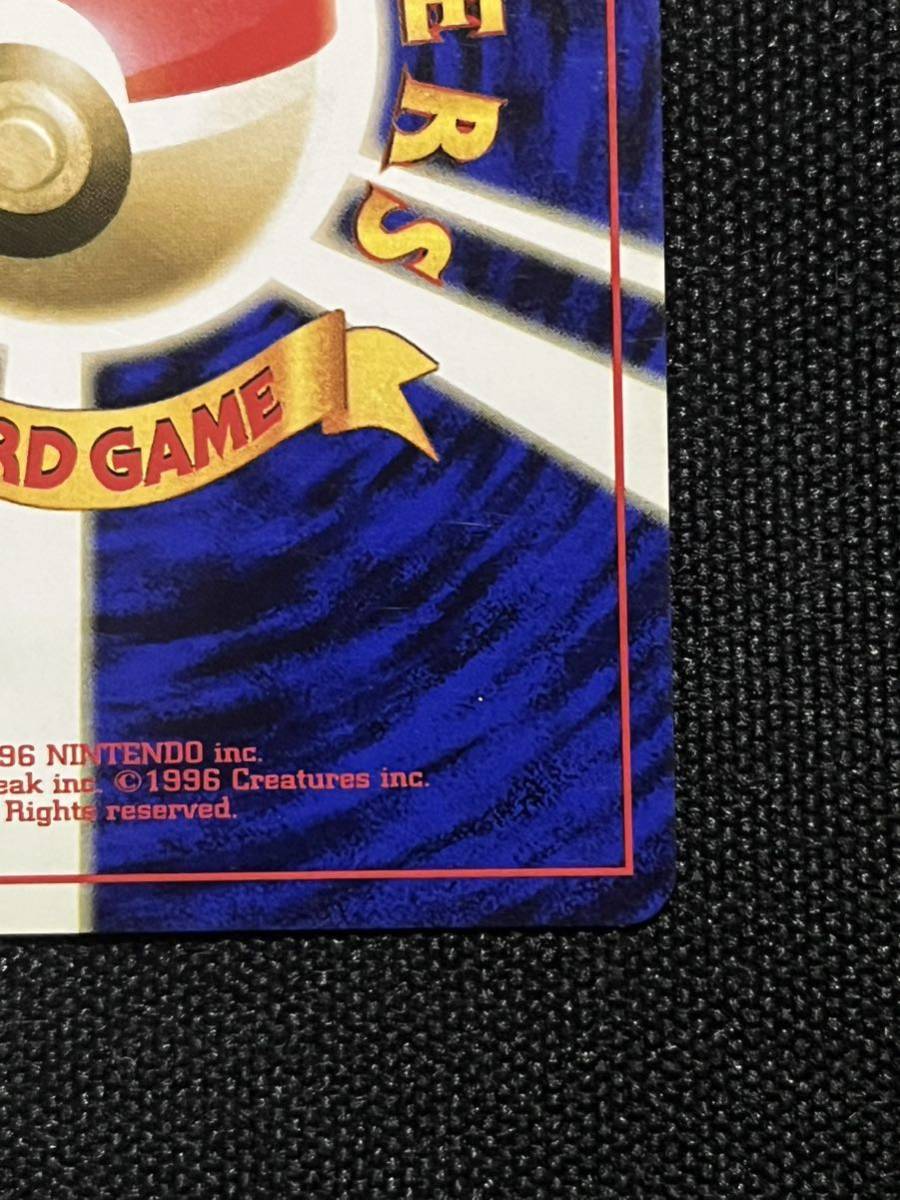 ERS
RD GAME
96 NINTENDO inc.
eak inc. ©1996 Creatures inc.
Rights reserved.